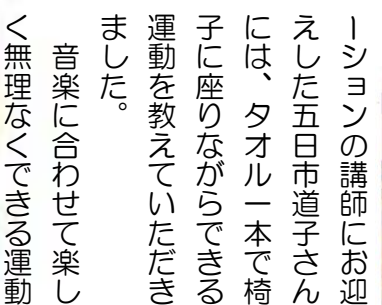 ーションの講師にお迎
えした五日市道子さん
には、タオル一本で椅
子に座りながらできる
運動を教えていただき
ました。
　音楽に合わせて楽し
く無理なくできる運動